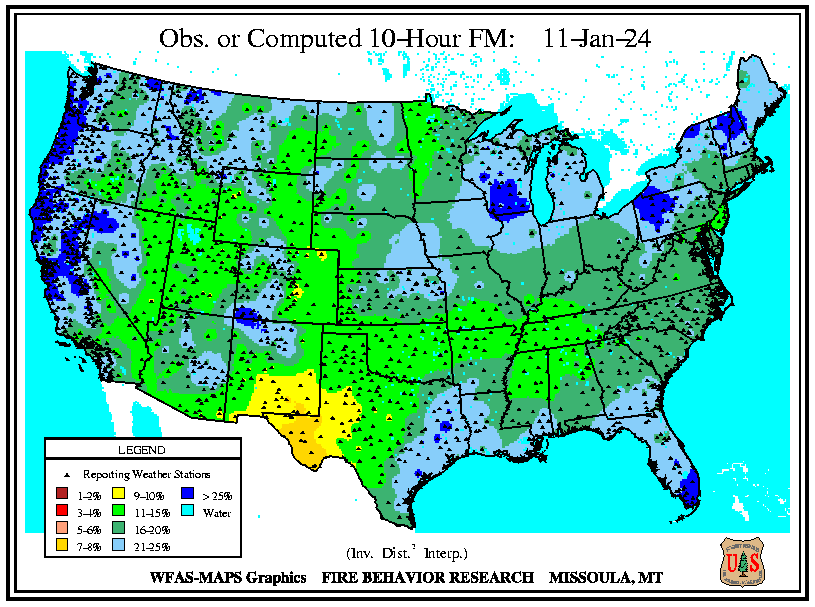 Obs. or Computed 10-Hour FM: 11-Jan-24
LEGEND
Reporting Weather Stations
1-2% 9-10% > 25%
3-4% 11-15% Water
5-6% 16-20%
7-8% 21-25%
(Inv. Dist.² Interp.)
WFAS-MAPS Graphics FIRE BEHAVIOR RESEARCH MISSOULA, MT
U S